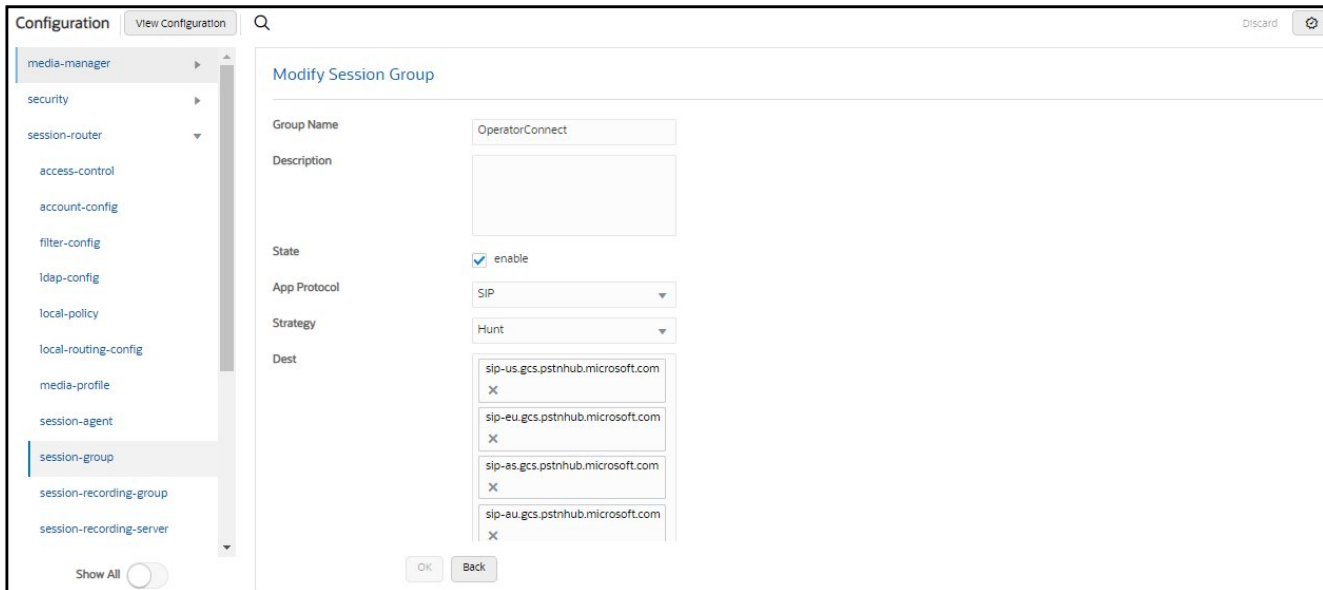 Configuration View Configuration Discard
media-manager
security
session-router
access-control
account-config
filter-config
ldap-config
local-policy
local-routing-config
media-profile
session-agent
session-group
session-recording-group
session-recording-server
Show All
Modify Session Group
Group Name OperatorConnect
Description
State enable
App Protocol SIP
Strategy Hunt
Dest
sip-us.gcs.pstnhub.microsoft.com
sip-eu.gcs.pstnhub.microsoft.com
sip-as.gcs.pstnhub.microsoft.com
sip-au.gcs.pstnhub.microsoft.com
OK Back